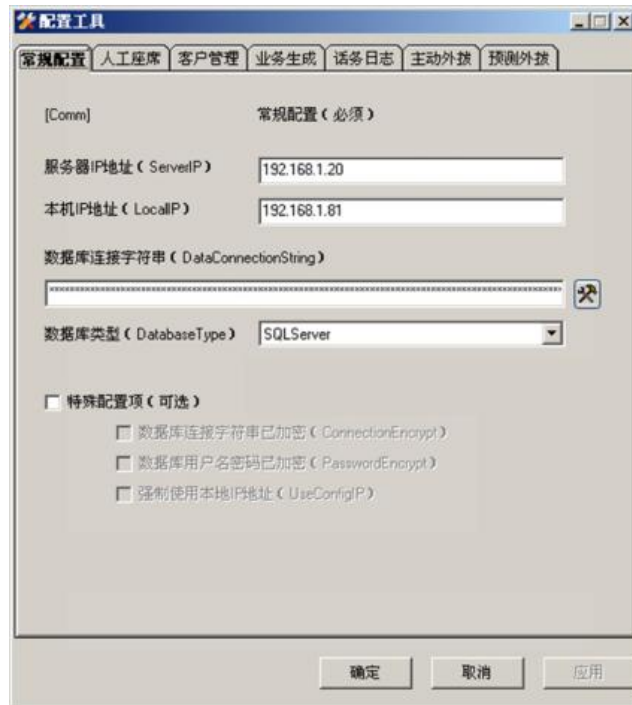 配置工具
常规配置 人工座席 客户管理 业务生成 话务日志 主动外拨 预测外拨
[Comm] 常规配置(必须)
服务器IP地址(ServerIP) 192.168.1.20
本机IP地址(LocalIP) 192.168.1.81
数据库连接字符串(DataConnectionString)
数据库类型(DatabaseType) SQLServer
特殊配置项(可选)
数据库连接字符串已加密(ConnectionEncrypt)
数据库用户名密码已加密(PasswordEncrypt)
强制使用本地IP地址(UseConfigIP)
确定 取消 应用